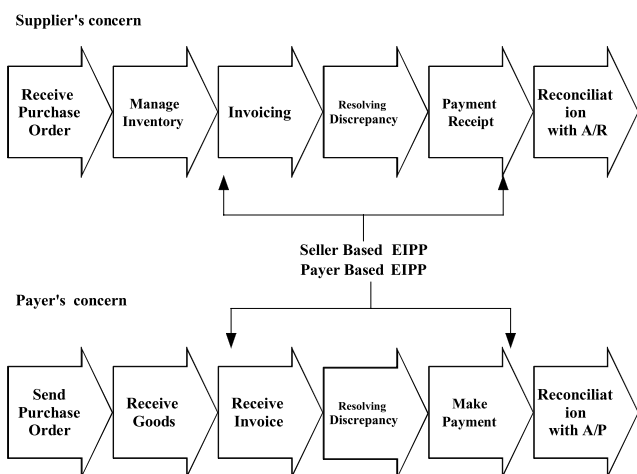 Supplier's concern
Receive
Purchase
Order
Manage
Inventory
Invoicing
Resolving
Discrepancy
Payment
Receipt
Reconciliat
ion
with A/R
Seller Based EIPP
Payer Based EIPP
Payer's concern
Send
Purchase
Order
Receive
Goods
Receive
Invoice
Resolving
Discrepancy
Make
Payment
Reconciliat
ion
with A/P